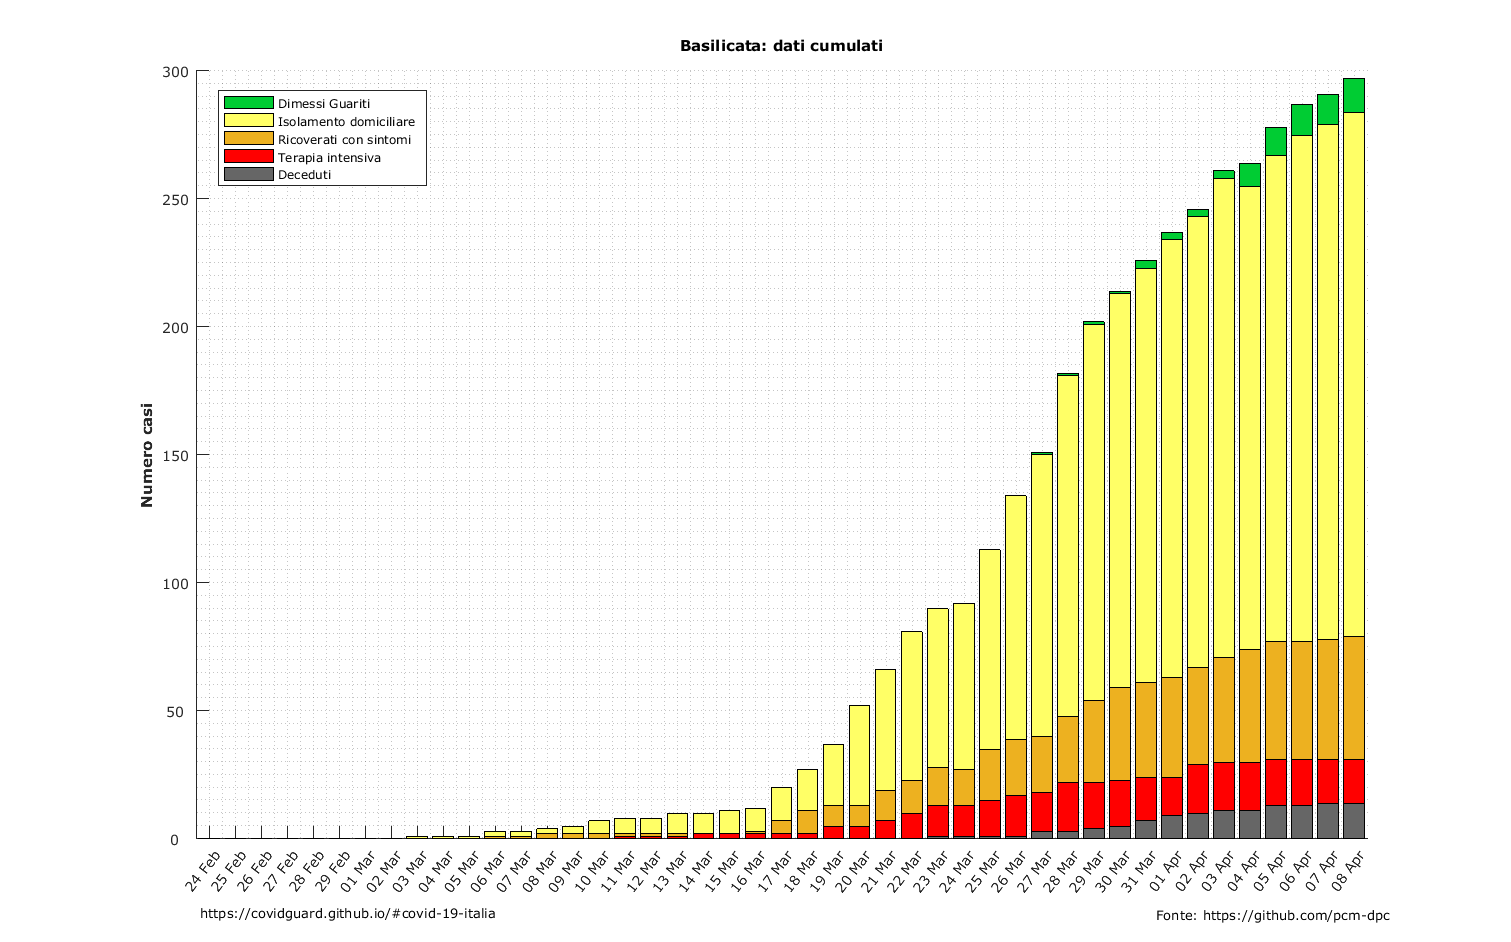 Basilicata: dati cumulati
300
250
200
150
100
50
0
Numero casi
Dimessi Guariti
Isolamento domiciliare
Ricoverati con sintomi
Terapia intensiva
Deceduti
24 Feb
25 Feb
26 Feb
27 Feb
28 Feb
29 Feb
01 Mar
02 Mar
03 Mar
04 Mar
05 Mar
06 Mar
07 Mar
08 Mar
09 Mar
10 Mar
11 Mar
12 Mar
13 Mar
14 Mar
15 Mar
16 Mar
17 Mar
18 Mar
19 Mar
20 Mar
21 Mar
22 Mar
23 Mar
24 Mar
25 Mar
26 Mar
27 Mar
28 Mar
29 Mar
30 Mar
31 Mar
01 Apr
02 Apr
03 Apr
04 Apr
05 Apr
06 Apr
07 Apr
08 Apr
https://covidguard.github.io/#covid-19-italia
Fonte: https://github.com/pcm-dpc